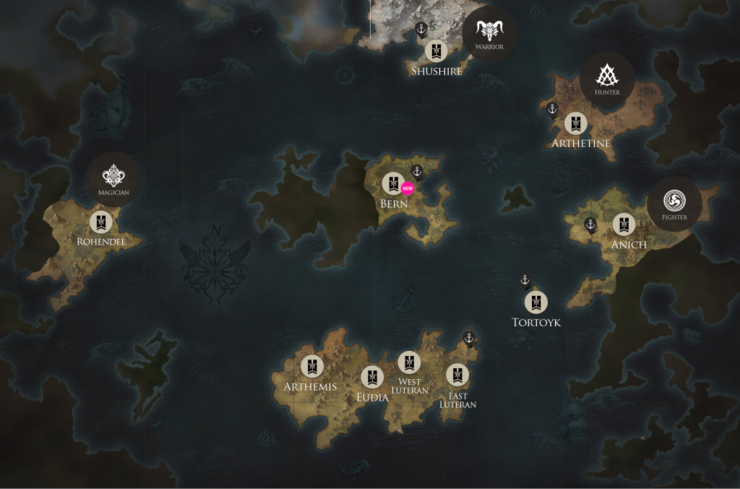 WARRIOR
SHUSHIRE
HUNTER
ARTHETINE
MAGICIAN
NEW
BERN
ROHENDEL
FIGHTER
ANICH
TORTOYK
ARTHEMIS
EUDIA
WEST
LUTERAN
EAST
LUTERAN
N